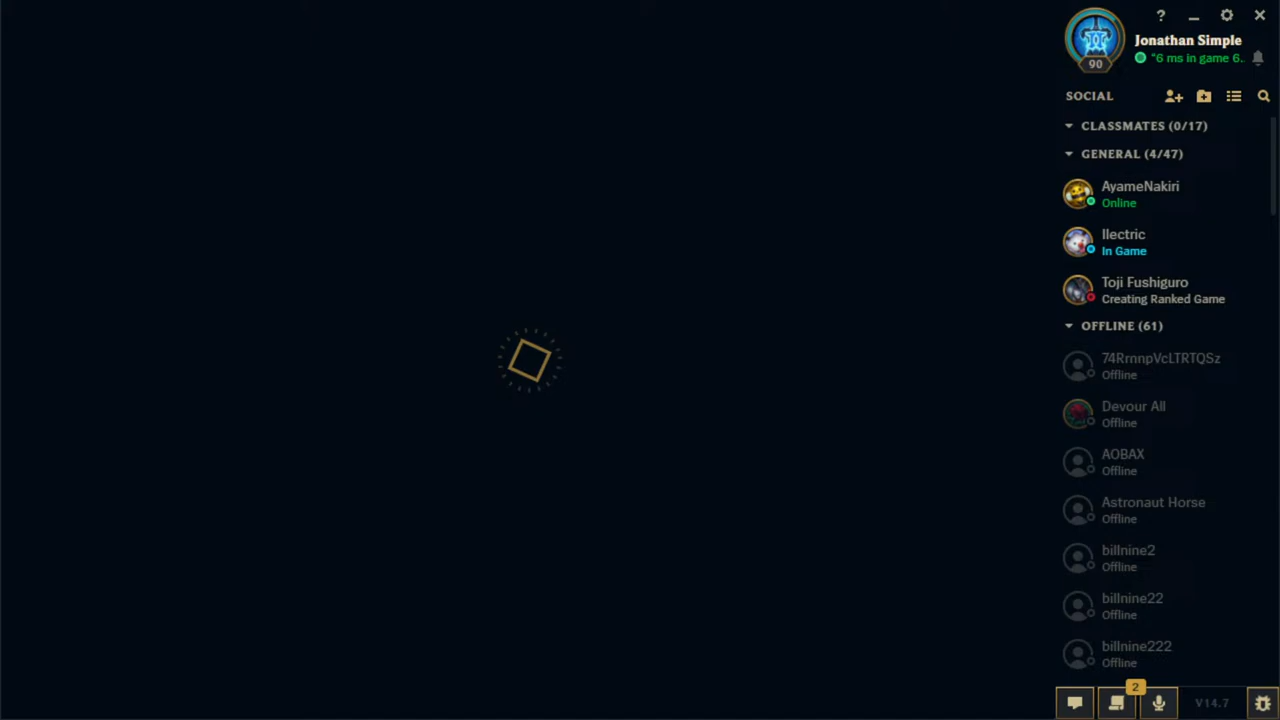 ?
Jonathan Simple
90
"6 ms in game 6..
SOCIAL
CLASSMATES (0/17)
GENERAL (4/47)
AyameNakiri
Online
llectric
In Game
Toji Fushiguro
Creating Ranked Game
OFFLINE (61)
74RrnnpVcLTRTQSz
Offline
Devour All
Offline
AOBAX
Offline
Astronaut Horse
Offline
billnine2
Offline
billnine22
Offline
billnine222
Offline
2
V14.7